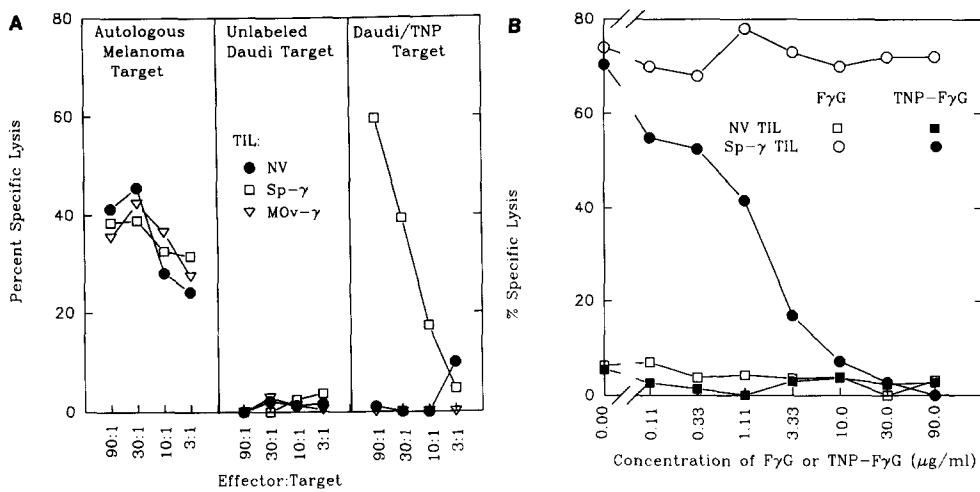 A
80
60
40
20
0
Percent Specific Lysis
Autologous
Melanoma
Target
Unlabeled
Daudi Target
Daudi/TNP
Target
TIL:
NV
Sp-γ
MOv-γ
90:1
30:1
10:1
3:1
90:1
30:1
10:1
3:1
90:1
30:1
10:1
3:1
Effector:Target
B
80
60
40
20
0
% Specific Lysis
FγG
TNP-FγG
NV TIL
Sp-γ TIL
0.00
0.11
0.33
1.11
3.33
10.0
30.0
90.0
Concentration of FγG or TNP-FγG (μg/ml)